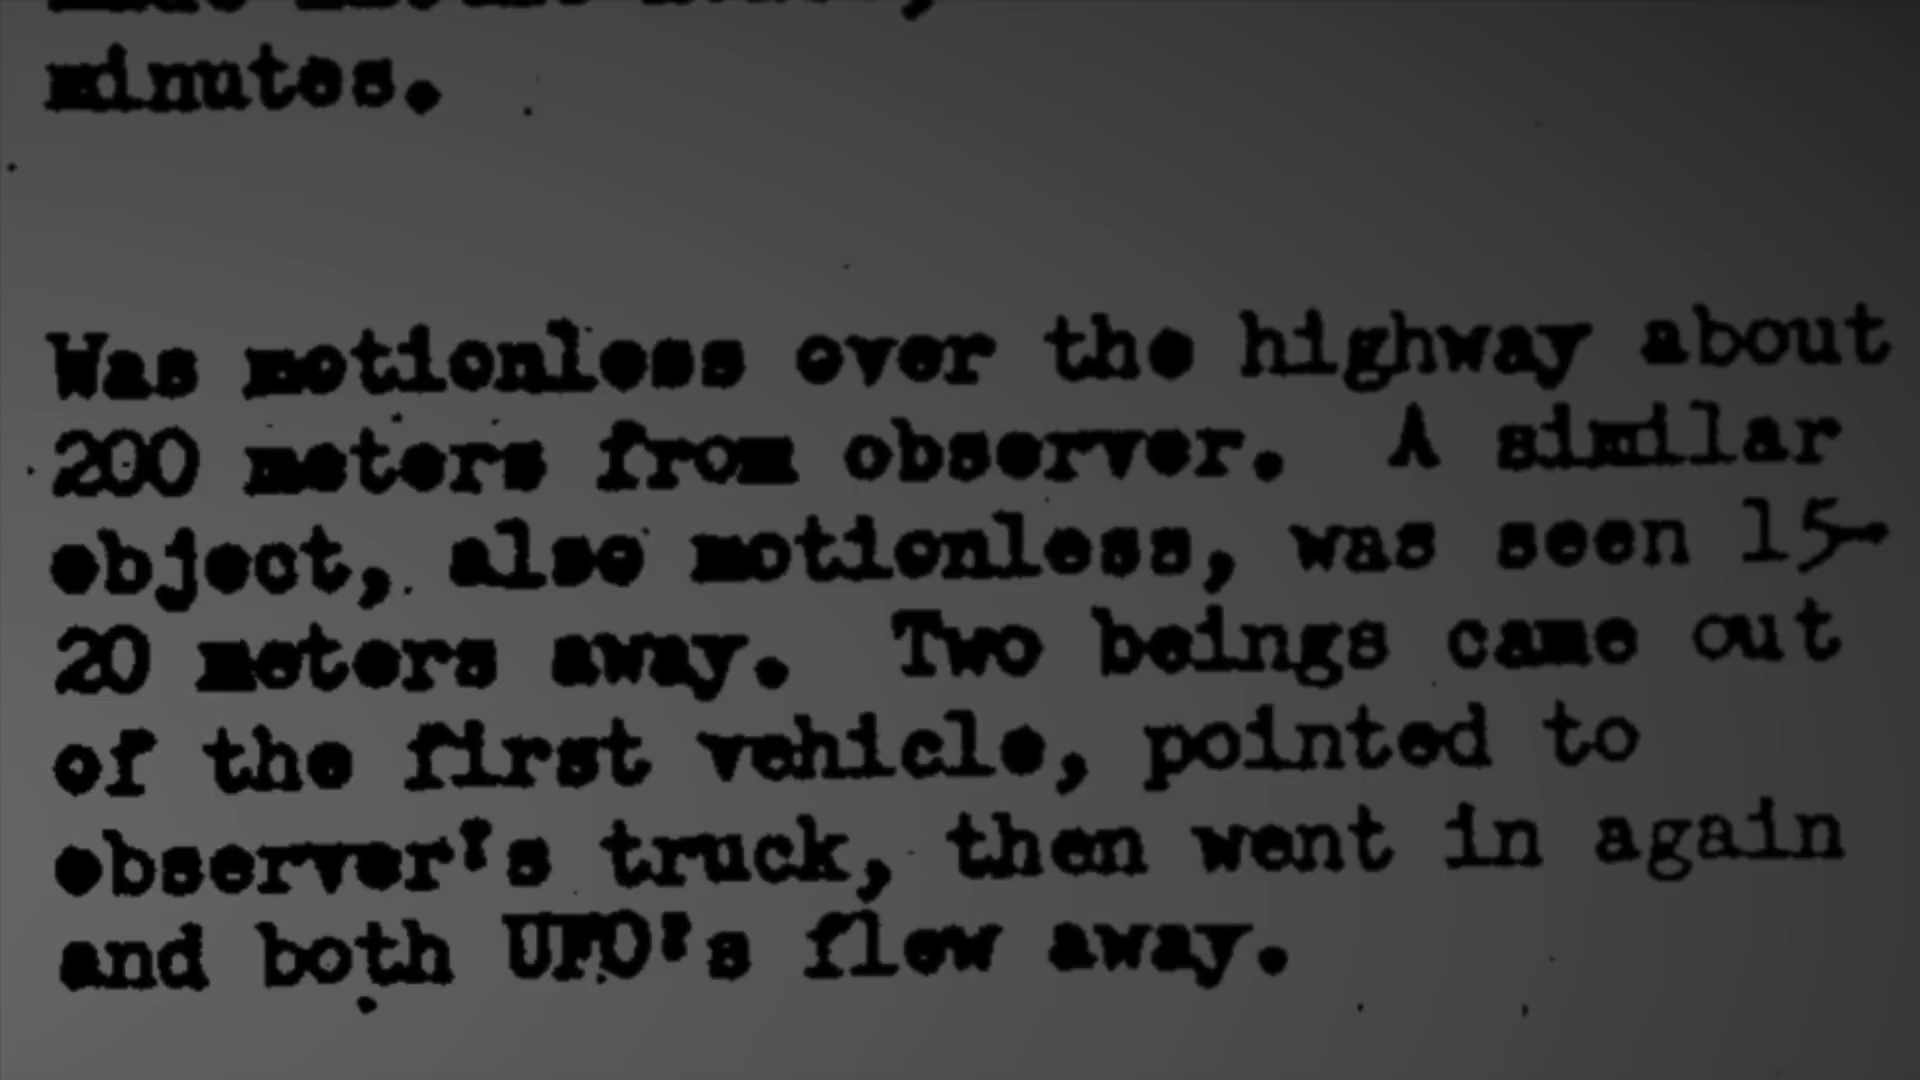 minutes.
Was motionless over the highway about
200 meters from observer. A similar
object, also motionless, was seen 15-
20 meters away. Two beings came out
of the first vehicle, pointed to
observer's truck, then went in again
and both UFO's flew away.